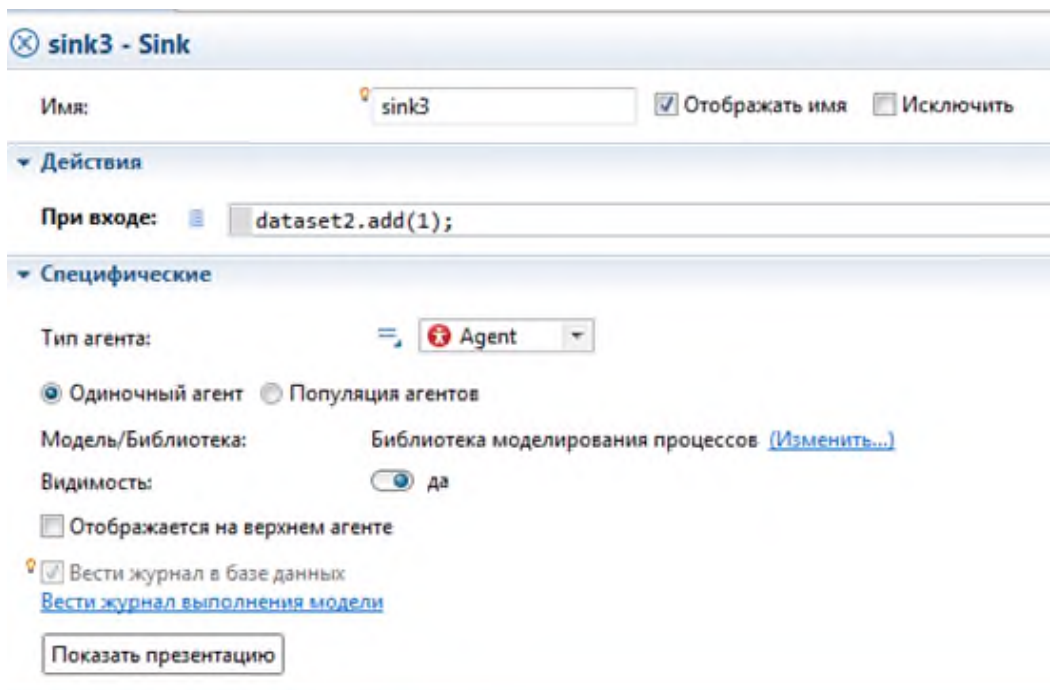 sink3 - Sink
Имя: sink3 Отображать имя Исключить
Действия
При входе: dataset2.add(1);
Специфические
Тип агента: Agent
Одиночный агент Популяция агентов
Модель/Библиотека: Библиотека моделирования процессов (Изменить...)
Видимость: да
Отображается на верхнем агенте
Вести журнал в базе данных
Вести журнал выполнения модели
Показать презентацию